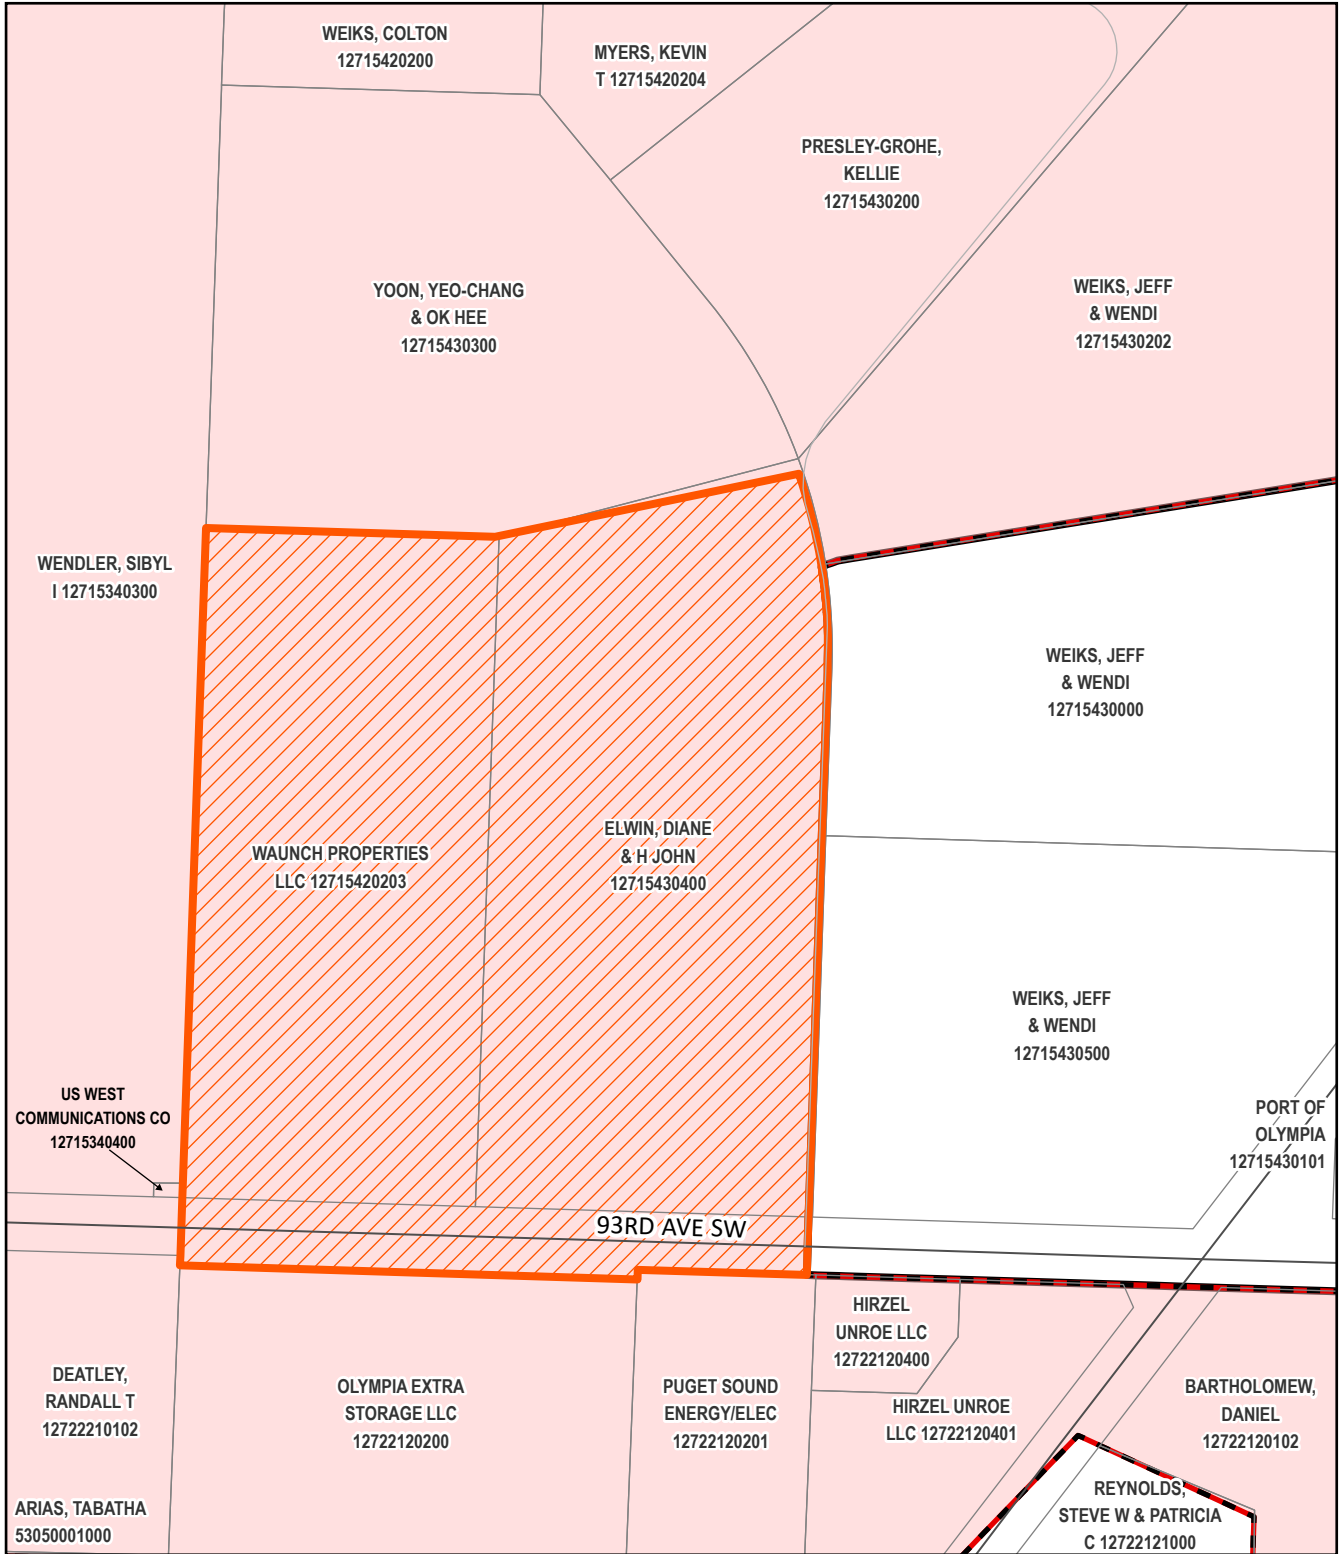 WEIKS, COLTON
12715420200
MYERS, KEVIN
T 12715420204
PRESLEY-GROHE,
KELLIE
12715430200
YOON, YEO-CHANG
& OK HEE
12715430300
WEIKS, JEFF
& WENDI
12715430202
WENDLER, SIBYL
I 12715340300
WEIKS, JEFF
& WENDI
12715430000
WAUNCH PROPERTIES
LLC 12715420203
ELWIN, DIANE
& H JOHN
12715430400
WEIKS, JEFF
& WENDI
12715430500
US WEST
COMMUNICATIONS CO
12715340400
PORT OF
OLYMPIA
12715430101
93RD AVE SW
HIRZEL
UNROE LLC
12722120400
DEATLEY,
RANDALL T
12722210102
OLYMPIA EXTRA
STORAGE LLC
12722120200
PUGET SOUND
ENERGY/ELEC
12722120201
HIRZEL UNROE
LLC 12722120401
BARTHOLOMEW,
DANIEL
12722120102
ARIAS, TABATHA
53050001000
REYNOLDS,
STEVE W & PATRICIA
C 12722121000